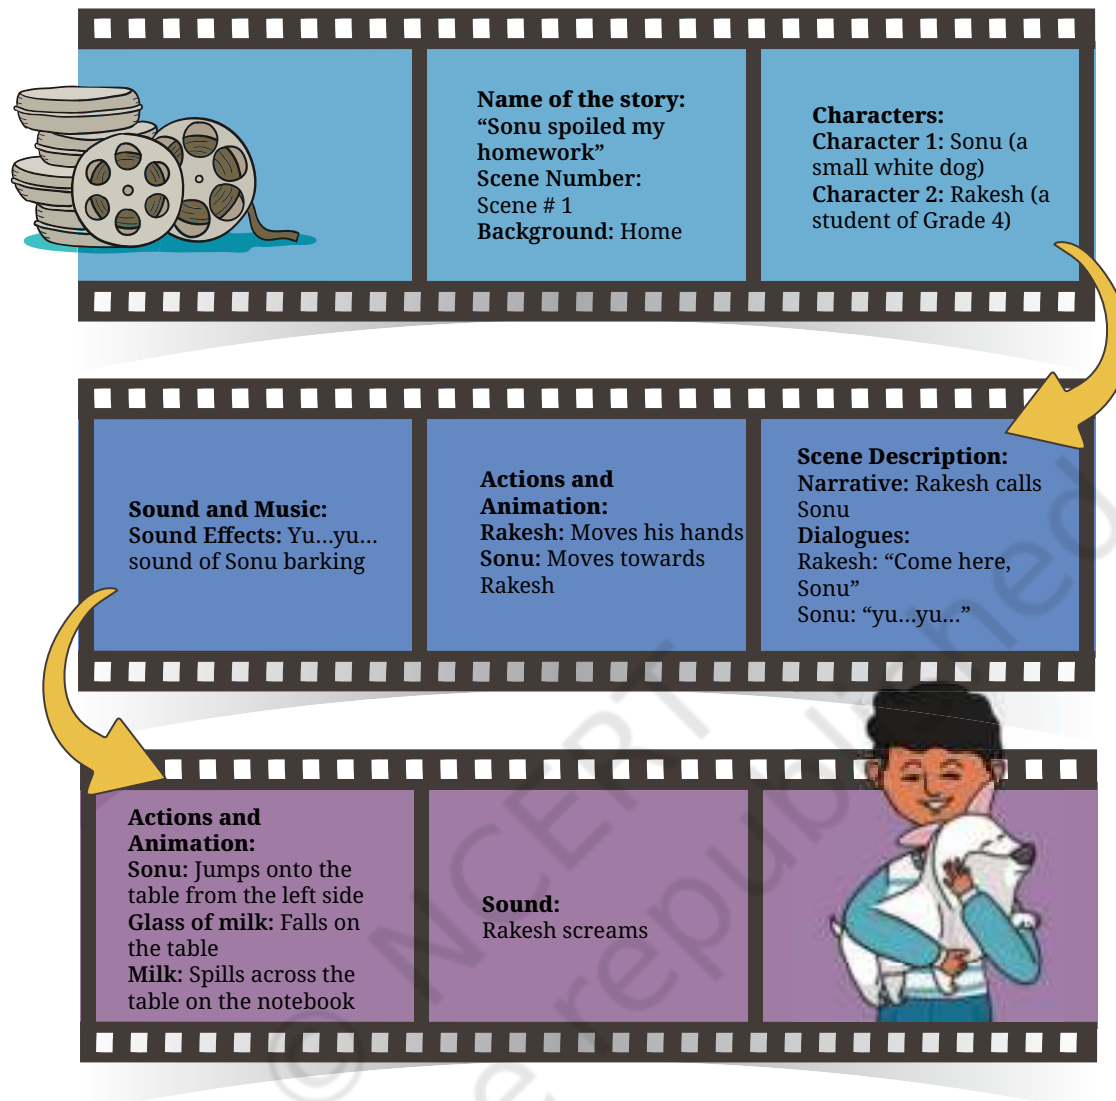 Name of the story:
“Sonu spoiled my
homework”
Scene Number:
Scene # 1
Background: Home
Characters:
Character 1: Sonu (a
small white dog)
Character 2: Rakesh (a
student of Grade 4)
Scene Description:
Narrative: Rakesh calls
Sonu
Dialogues:
Rakesh: “Come here,
Sonu”
Sonu: “yu...yu...”
Actions and
Animation:
Rakesh: Moves his hands
Sonu: Moves towards
Rakesh
Sound and Music:
Sound Effects: Yu...yu...
sound of Sonu barking
Actions and
Animation:
Sonu: Jumps onto the
table from the left side
Glass of milk: Falls on
the table
Milk: Spills across the
table on the notebook
Sound:
Rakesh screams
© NCERT
republished